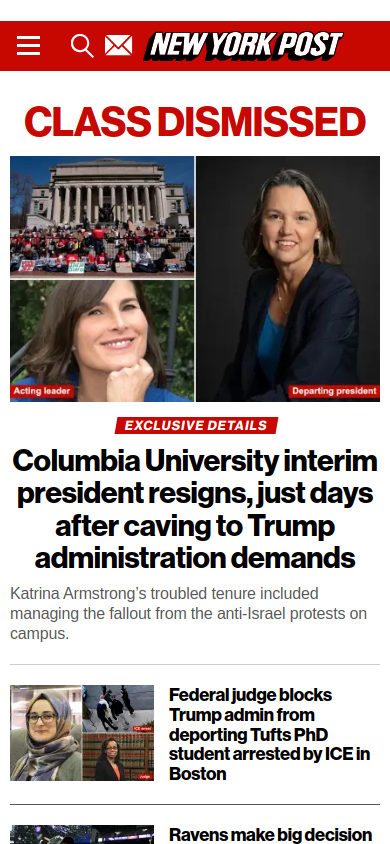 NEW YORK POST
CLASS DISMISSED
Acting leader
Departing president
EXCLUSIVE DETAILS
Columbia University interim
president resigns, just days
after caving to Trump
administration demands
Katrina Armstrong’s troubled tenure included
managing the fallout from the anti-Israel protests on
campus.
Federal judge blocks
Trump admin from
deporting Tufts PhD
student arrested by ICE in
Boston
ICE arrest
Judge
Ravens make big decision